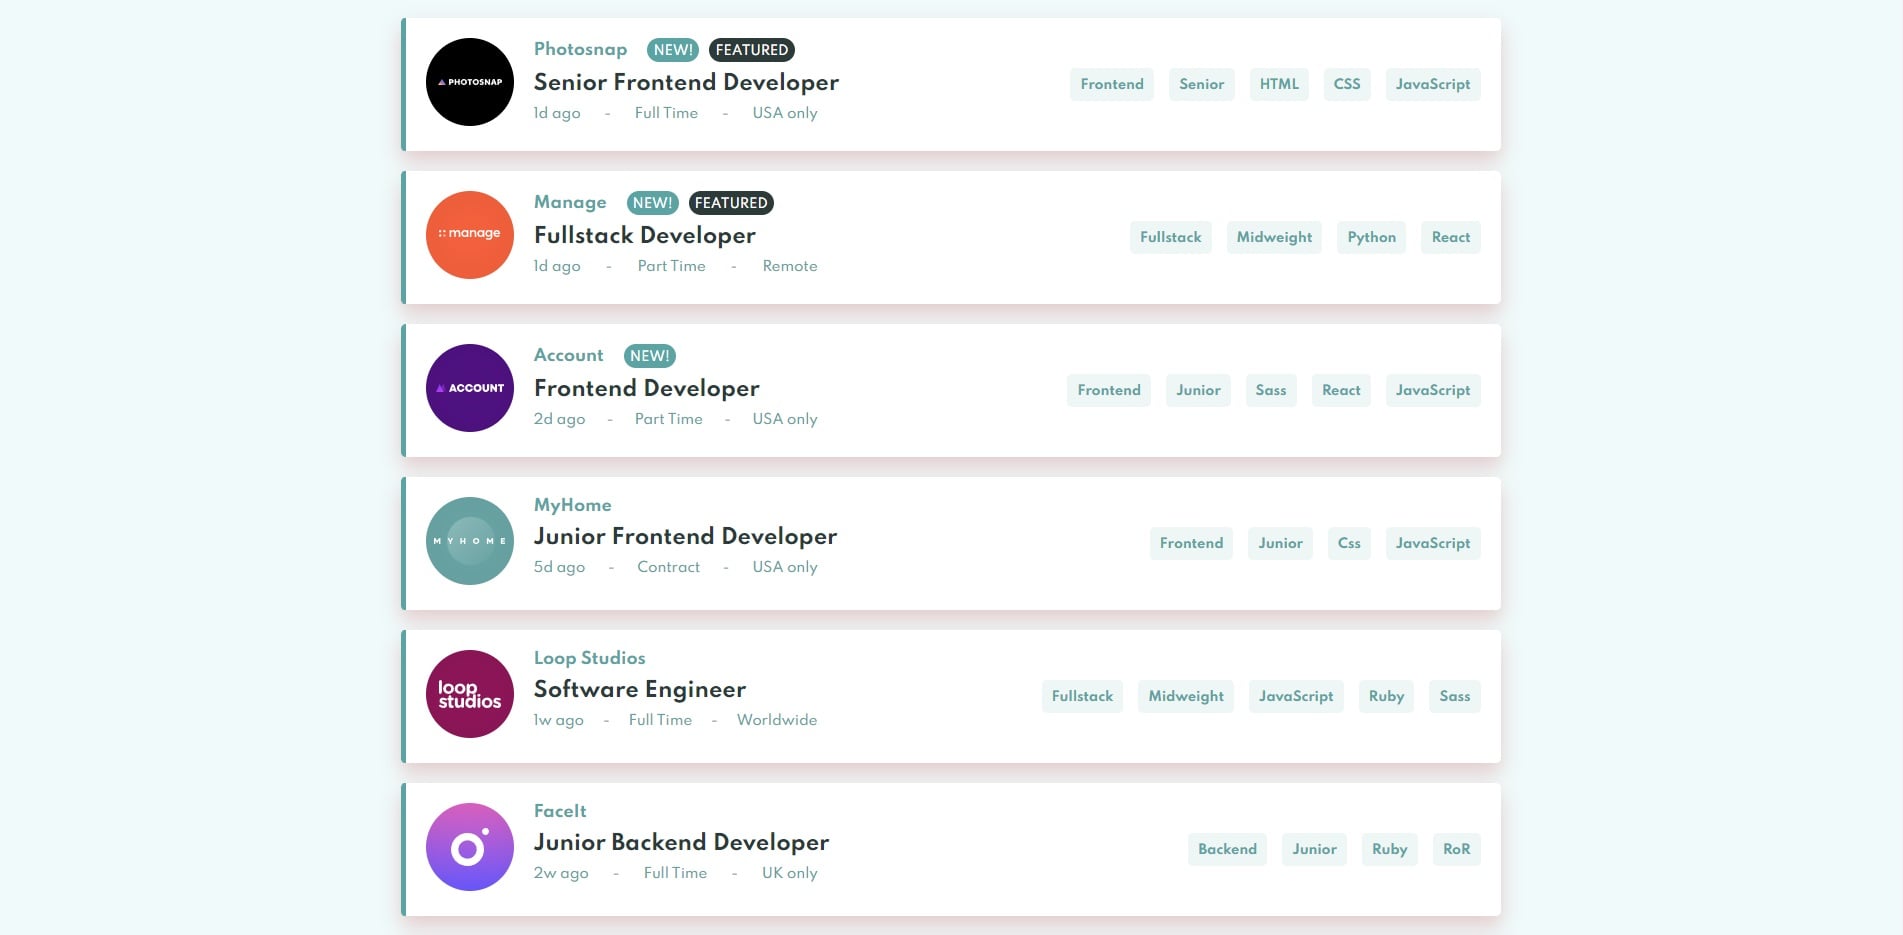 PHOTOSNAP
Photosnap NEW! FEATURED
Senior Frontend Developer
1d ago - Full Time - USA only
Frontend Senior HTML CSS JavaScript
:: manage
Manage NEW! FEATURED
Fullstack Developer
1d ago - Part Time - Remote
Fullstack Midweight Python React
ACCOUNT
Account NEW!
Frontend Developer
2d ago - Part Time - USA only
Frontend Junior Sass React JavaScript
MYHOME
MyHome
Junior Frontend Developer
5d ago - Contract - USA only
Frontend Junior Css JavaScript
loop
studios
Loop Studios
Software Engineer
1w ago - Full Time - Worldwide
Fullstack Midweight JavaScript Ruby Sass
FaceIt
Junior Backend Developer
2w ago - Full Time - UK only
Backend Junior Ruby RoR